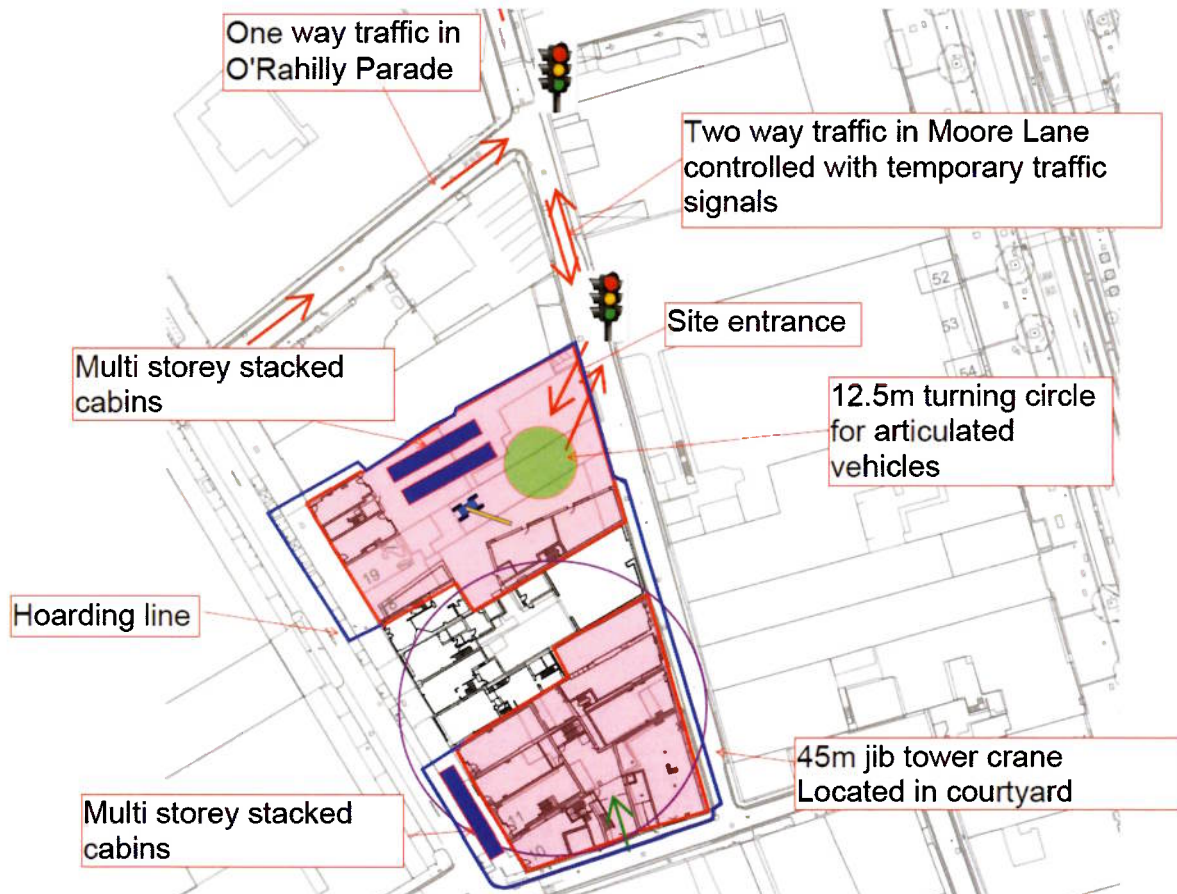 One way traffic in
O'Rahilly Parade
Two way traffic in Moore Lane
controlled with temporary traffic
signals
52
Site entrance
53
Multi storey stacked
cabins
54
12.5m turning circle
for articulated
vehicles
19
Hoarding line
45m jib tower crane
Located in courtyard
Multi storey stacked
cabins
11
10